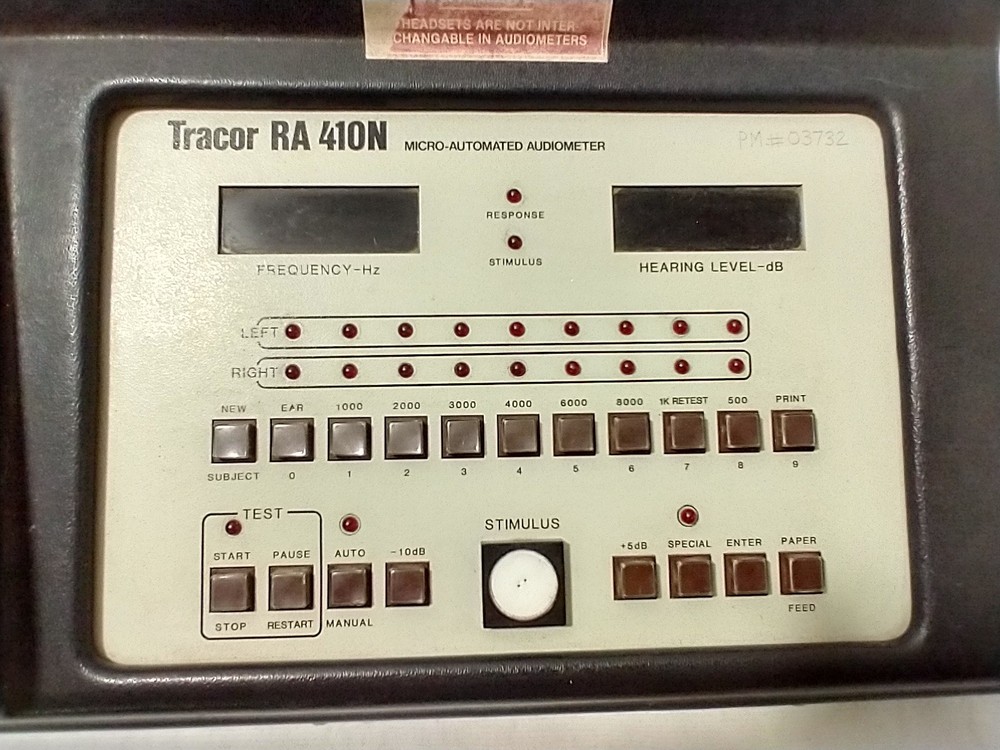 HEADSETS ARE NOT INTER
CHANGABLE IN AUDIOMETERS
Tracor RA 410N MICRO-AUTOMATED AUDIOMETER PM#03732
RESPONSE
STIMULUS
FREQUENCY-Hz HEARING LEVEL-dB
LEFT
RIGHT
NEW EAR 1000 2000 3000 4000 6000 8000 1K RETEST 500 PRINT
SUBJECT 0 1 2 3 4 5 6 7 8 9
TEST
STIMULUS
START PAUSE AUTO -10dB +5dB SPECIAL ENTER PAPER
STOP RESTART MANUAL FEED